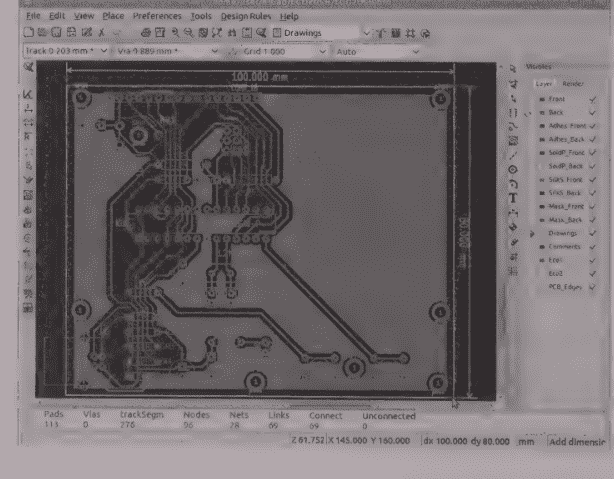 File Edit View Place Preferences Tools Design Rules Help
Drawings
Track 0.203 mm * Via 0.889 mm * Grid 1.000 Auto
Visibles
100.000 mm
Layer Render
Front
Back
Adhes_Front
Adhes_Back
SoldP_Front
SoldP_Back
SilkS_Front
SilkS_Back
Mask_Front
Mask_Back
Drawings
Comments
Eco1
Eco2
PCB_Edges
Pads Vias trackSegm Nodes Nets Links Connect Unconnected
113 0 276 96 28 69 69 0
Z 61.752 X 145.000 Y 160.000 dx 100.000 dy 80.000 mm Add dimensic